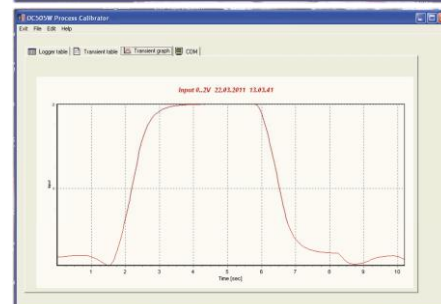 OC505W Process Calibrator
Exit File Edit Help
Logger table Transient table Transient graph COM
Input 0..2V 22.03.2011 13.03.41
1 2 3 4 5 6 7 8 9 10
Time [sec]